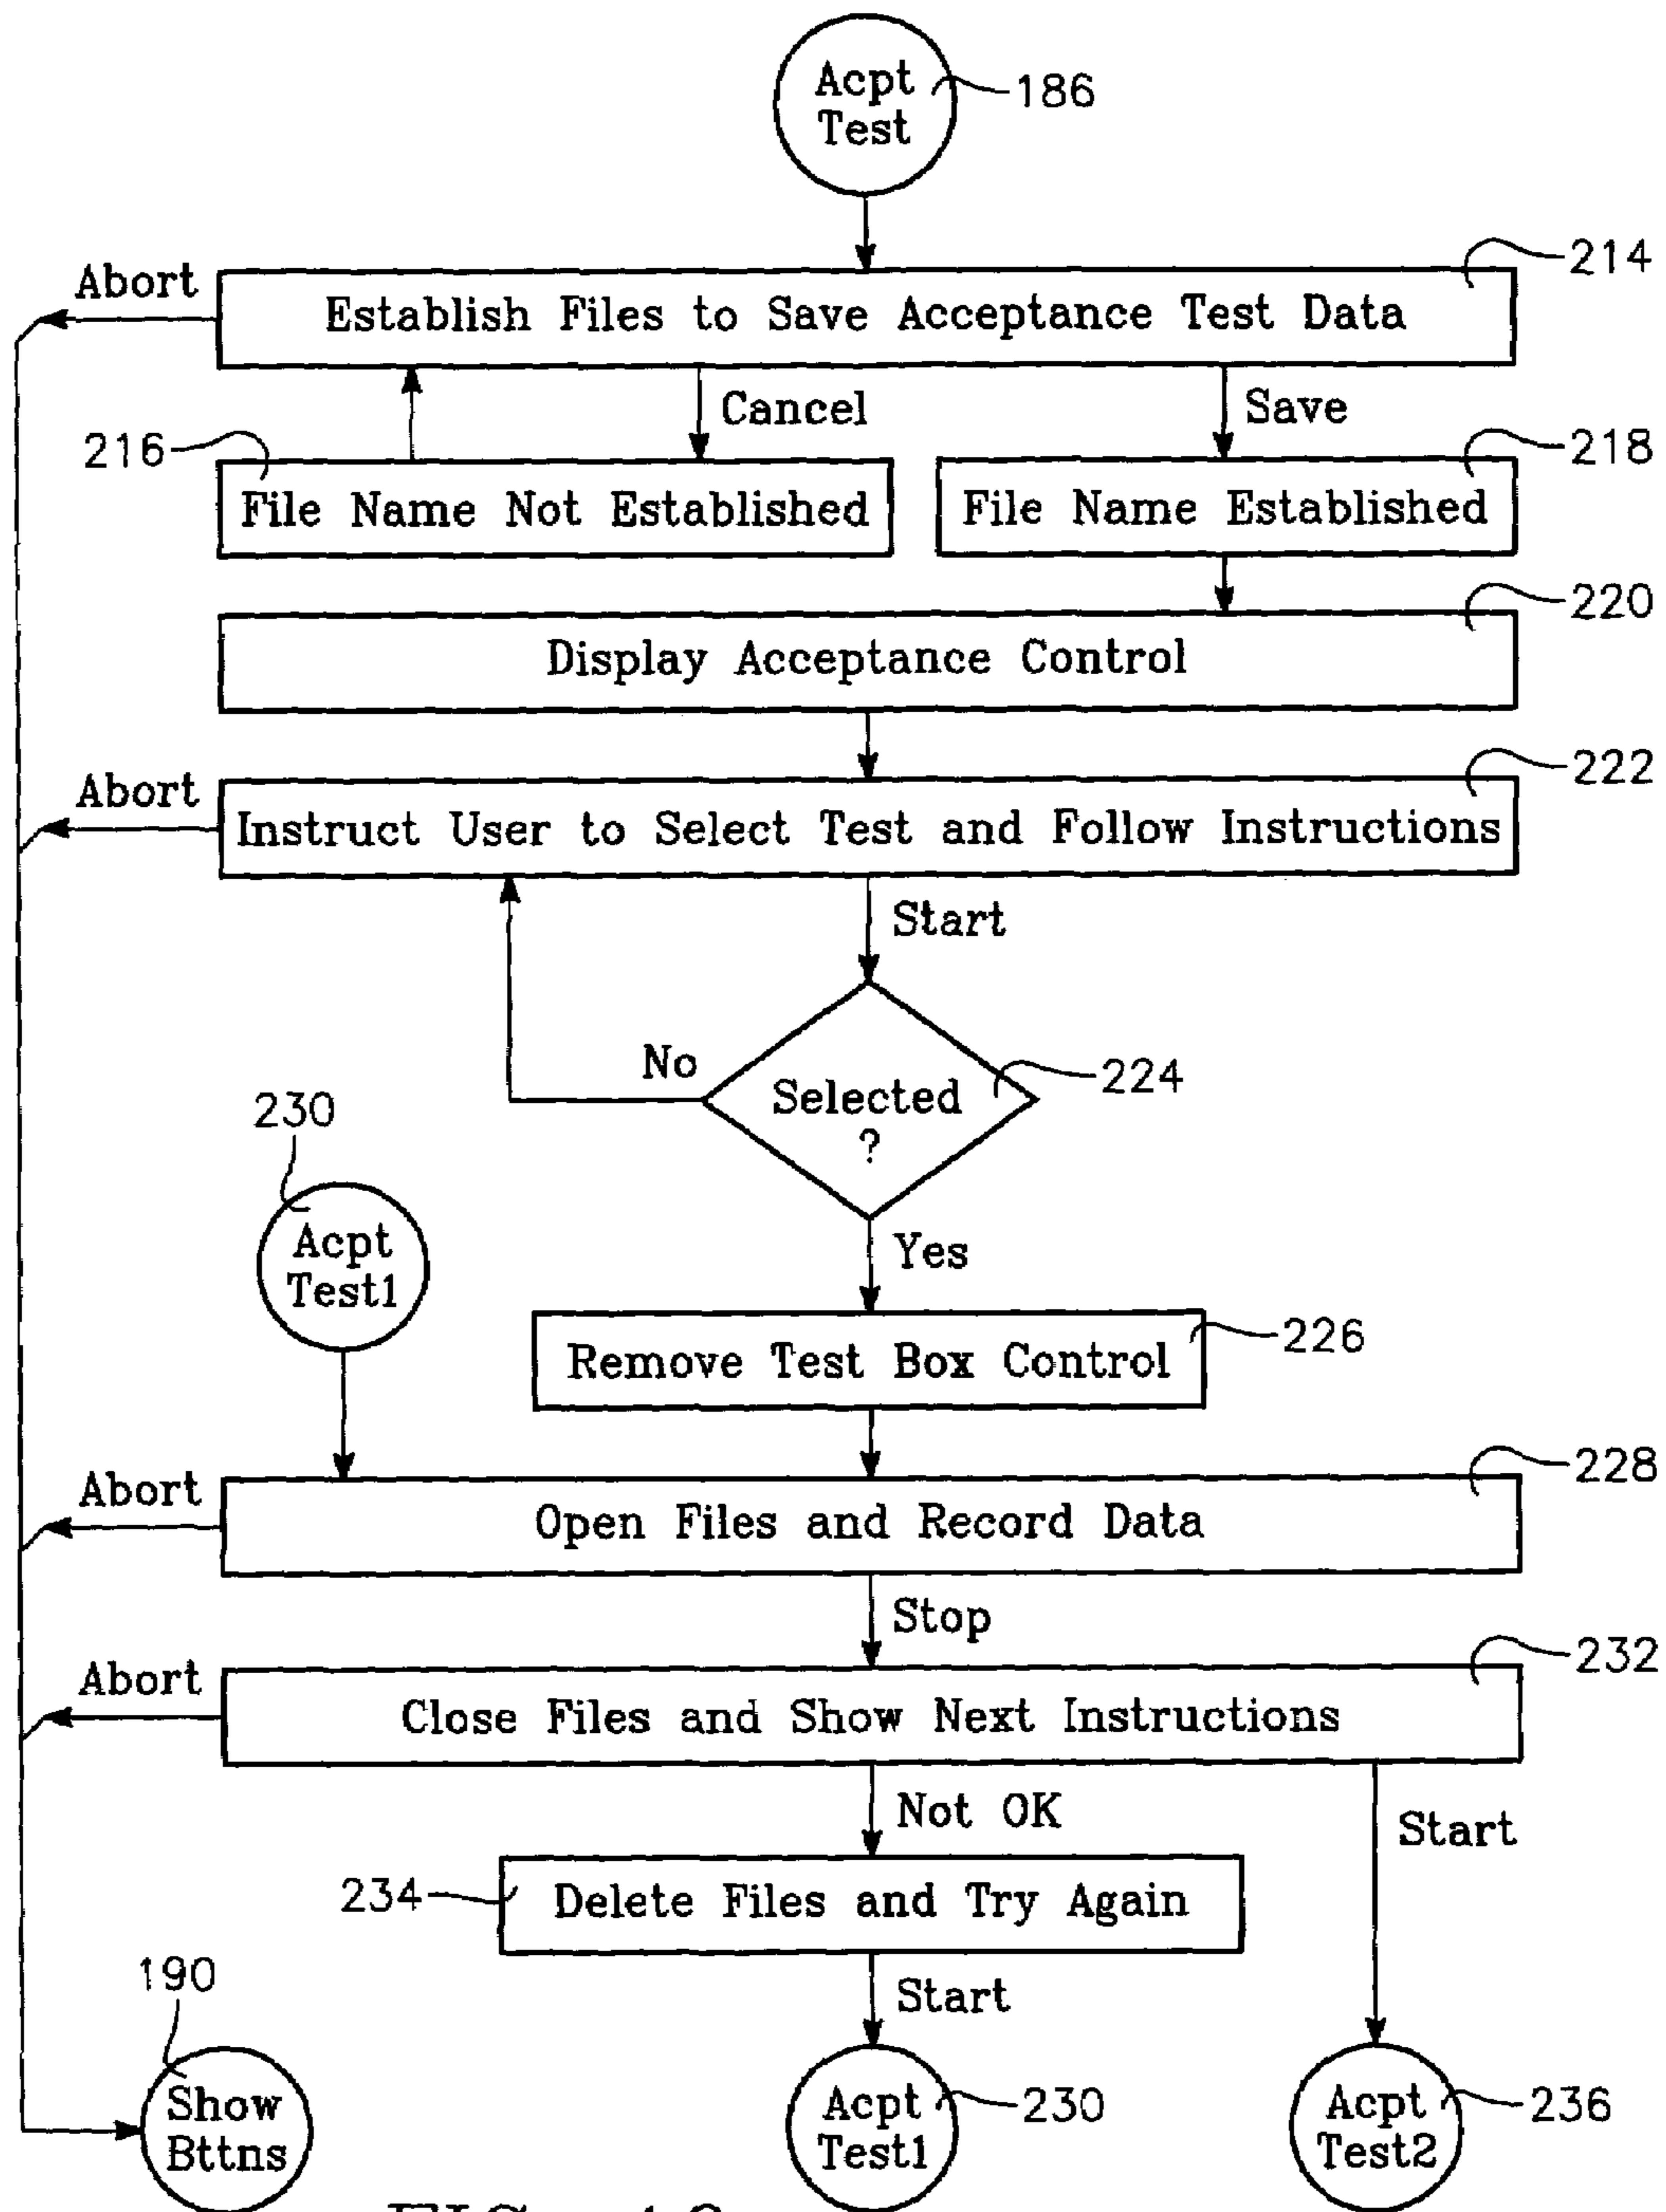 Acpt
Test
186
214
Abort
Establish Files to Save Acceptance Test Data
Cancel
Save
216
218
File Name Not Established
File Name Established
220
Display Acceptance Control
222
Abort
Instruct User to Select Test and Follow Instructions
Start
No
224
Selected
?
230
Acpt
Test1
Yes
226
Remove Test Box Control
228
Abort
Open Files and Record Data
Stop
232
Abort
Close Files and Show Next Instructions
Not OK
Start
234
Delete Files and Try Again
190
Start
Show
Bttns
Acpt
Test1
230
Acpt
Test2
236